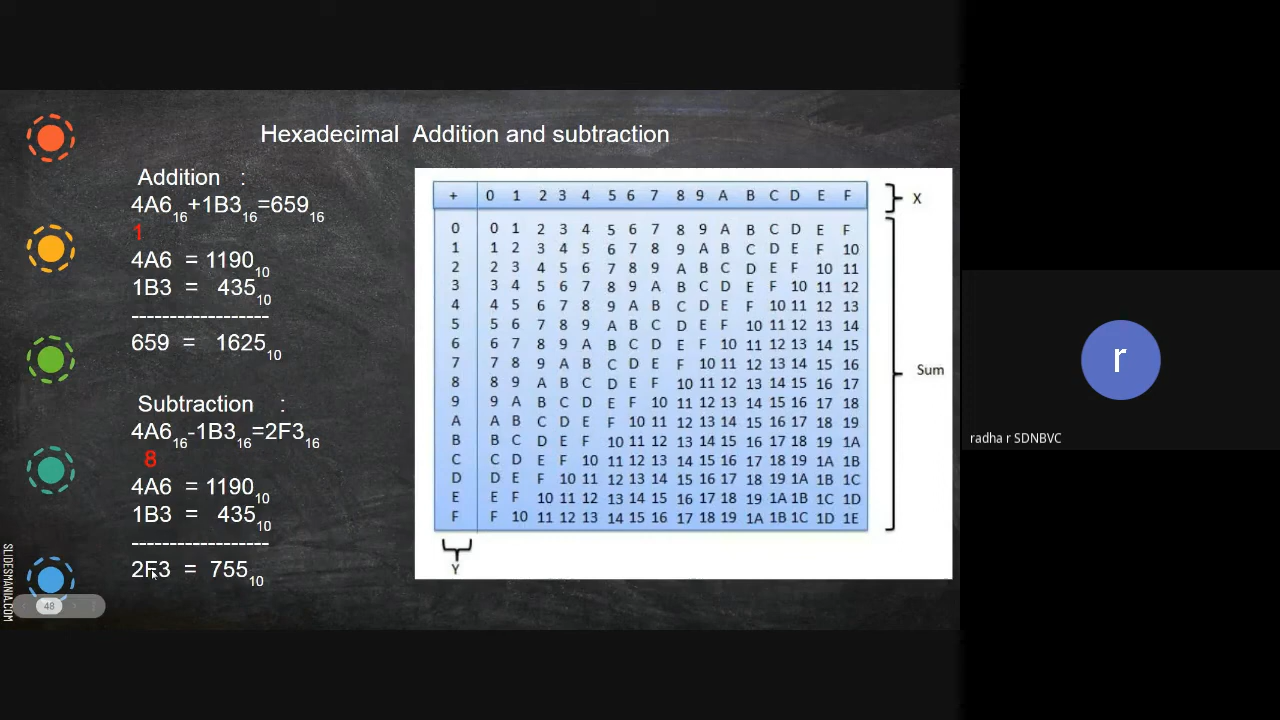 Hexadecimal Addition and subtraction
Addition :
4A6₁₆+1B3₁₆=659₁₆
1
4A6 = 1190₁₀
1B3 = 435₁₀
------------------
659 = 1625₁₀
Subtraction :
4A6₁₆-1B3₁₆=2F3₁₆
8
4A6 = 1190₁₀
1B3 = 435₁₀
------------------
2F3 = 755₁₀
+ 0 1 2 3 4 5 6 7 8 9 A B C D E F
0 0 1 2 3 4 5 6 7 8 9 A B C D E F
1 1 2 3 4 5 6 7 8 9 A B C D E F 10
2 2 3 4 5 6 7 8 9 A B C D E F 10 11
3 3 4 5 6 7 8 9 A B C D E F 10 11 12
4 4 5 6 7 8 9 A B C D E F 10 11 12 13
5 5 6 7 8 9 A B C D E F 10 11 12 13 14
6 6 7 8 9 A B C D E F 10 11 12 13 14 15
7 7 8 9 A B C D E F 10 11 12 13 14 15 16
8 8 9 A B C D E F 10 11 12 13 14 15 16 17
9 9 A B C D E F 10 11 12 13 14 15 16 17 18
A A B C D E F 10 11 12 13 14 15 16 17 18 19
B B C D E F 10 11 12 13 14 15 16 17 18 19 1A
C C D E F 10 11 12 13 14 15 16 17 18 19 1A 1B
D D E F 10 11 12 13 14 15 16 17 18 19 1A 1B 1C
E E F 10 11 12 13 14 15 16 17 18 19 1A 1B 1C 1D
F F 10 11 12 13 14 15 16 17 18 19 1A 1B 1C 1D 1E
X
Sum
Y
SLIDESMANIA.COM
48
r
radha r SDNBVC